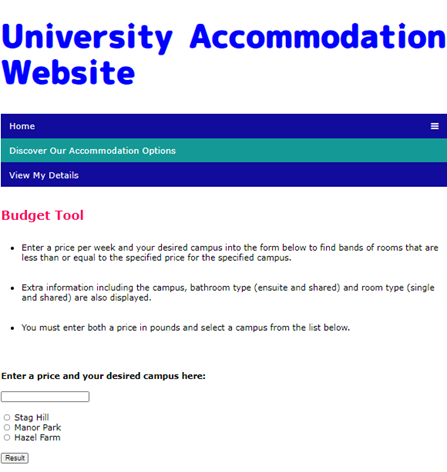 University Accommodation
Website
Home
Discover Our Accommodation Options
View My Details
Budget Tool
Enter a price per week and your desired campus into the form below to find bands of rooms that are
less than or equal to the specified price for the specified campus.
Extra information including the campus, bathroom type (ensuite and shared) and room type (single
and shared) are also displayed.
You must enter both a price in pounds and select a campus from the list below.
Enter a price and your desired campus here:
Stag Hill
Manor Park
Hazel Farm
Result